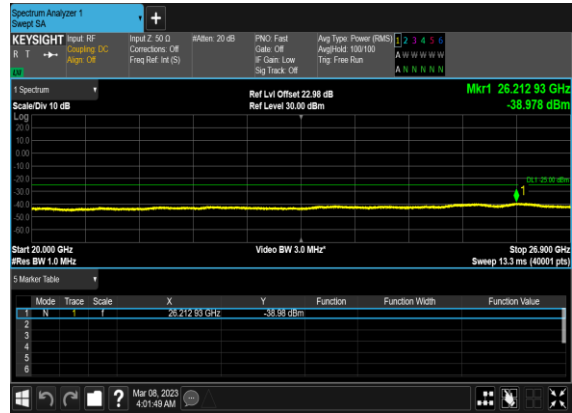 Spectrum Analyzer 1
Swept SA
+
KEYSIGHT
R T
Input: RF
Coupling: DC
Align: Off
Input Z: 50 Ω
Corrections: Off
Freq Ref: Int (S)
#Atten: 20 dB
PNO: Fast
Gate: Off
IF Gain: Low
Sig Track: Off
Avg Type: Power (RMS)
Avg|Hold: 100/100
Trig: Free Run
1 2 3 4 5 6
A W W W W W
A N N N N N
1 Spectrum
Scale/Div 10 dB
Ref Lvl Offset 22.98 dB
Ref Level 30.00 dBm
Mkr1 26.212 93 GHz
-38.978 dBm
Log
20.0
10.0
0.00
-10.0
-20.0
-30.0
-40.0
-50.0
-60.0
DL1 -25.00 dBm
1
Start 20.000 GHz
#Res BW 1.0 MHz
Video BW 3.0 MHz*
Stop 26.900 GHz
Sweep 13.3 ms (40001 pts)
5 Marker Table
Mode Trace Scale X Y Function Function Width Function Value
1 N 1 f 26.212 93 GHz -38.98 dBm
2
3
4
5
6
?
Mar 08, 2023
4:01:49 AM